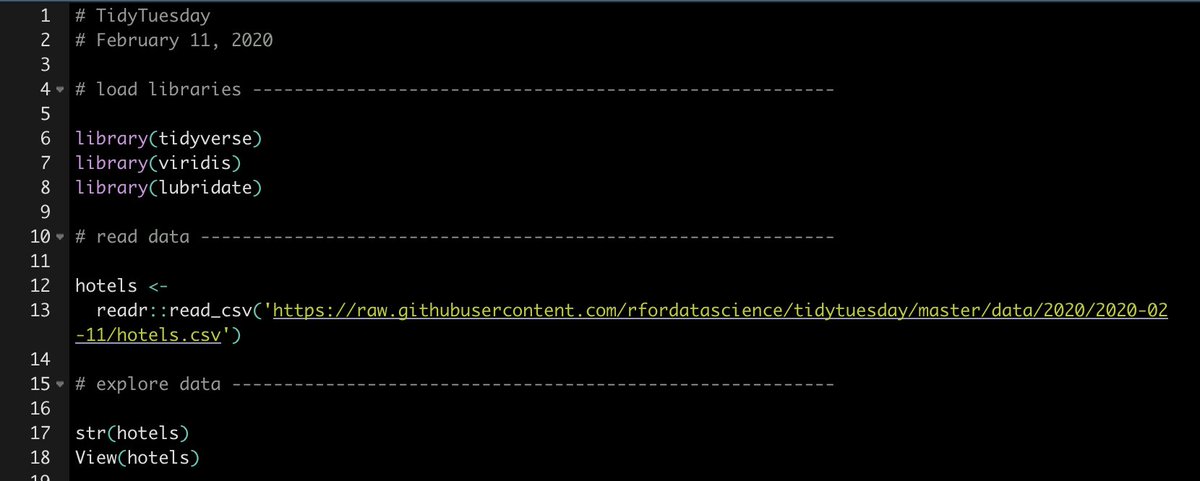 1 # TidyTuesday
2 # February 11, 2020
3
4 # load libraries --------------------------------------------------------
5
6 library(tidyverse)
7 library(viridis)
8 library(lubridate)
9
10 # read data -------------------------------------------------------------
11
12 hotels <-
13   readr::read_csv('https://raw.githubusercontent.com/rfordatascience/tidytuesday/master/data/2020/2020-02
-11/hotels.csv')
14
15 # explore data ----------------------------------------------------------
16
17 str(hotels)
18 View(hotels)
19